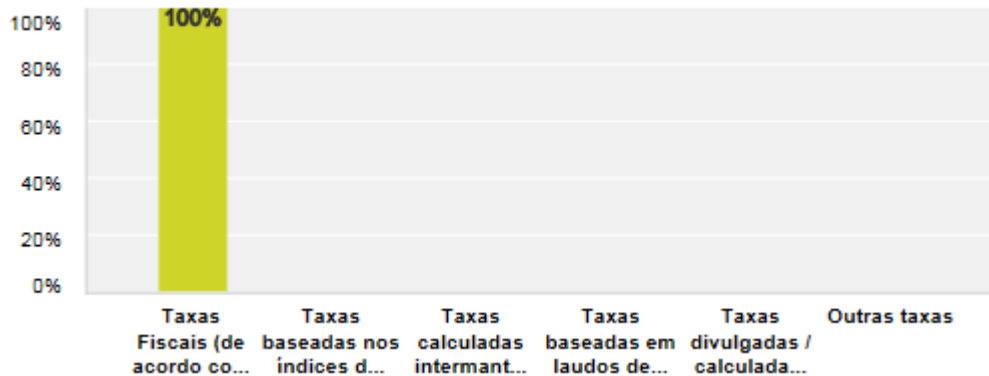 100%
100%
80%
60%
40%
20%
0%
Taxas
Fiscais (de
acordo co...
Taxas
baseadas nos
índices d...
Taxas
calculadas
intermant...
Taxas
baseadas em
laudos de...
Taxas
divulgadas /
calculada...
Outras taxas